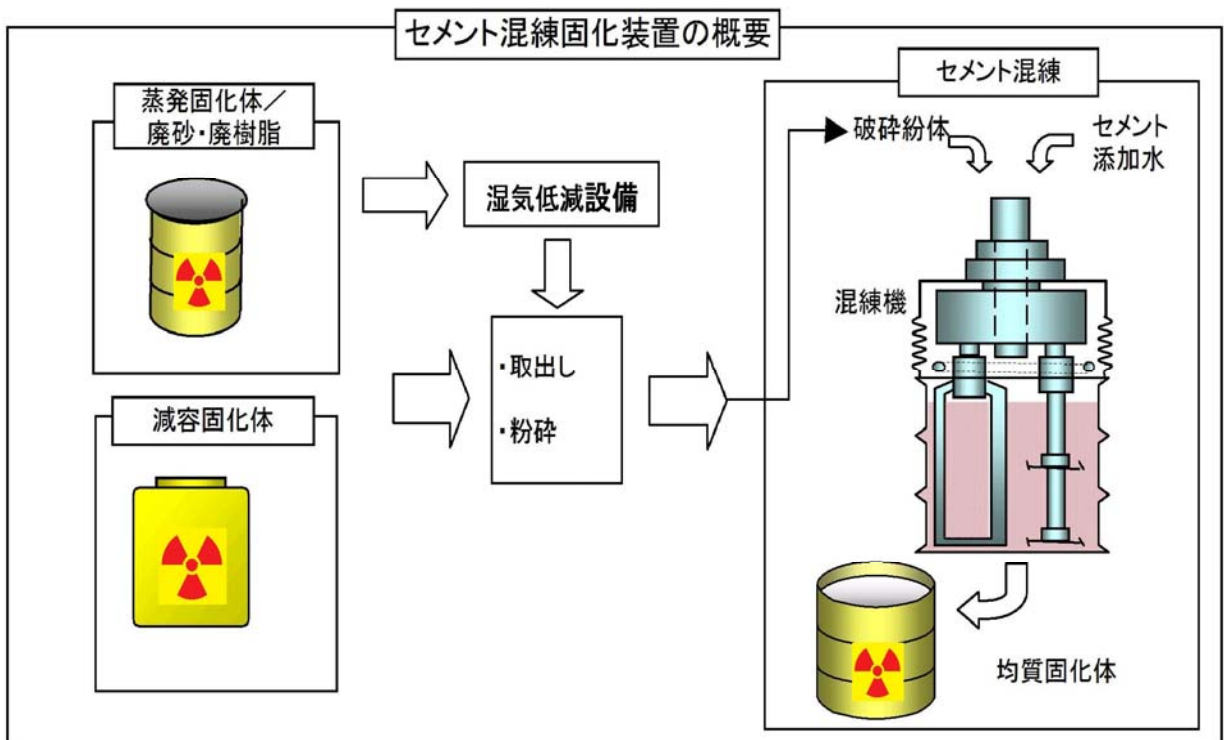 セメント混練固化装置の概要
蒸発固化体／
廃砂・廃樹脂
湿気低減設備
・取出し
・粉砕
減容固化体
セメント混練
破砕紛体
セメント
添加水
混練機
均質固化体